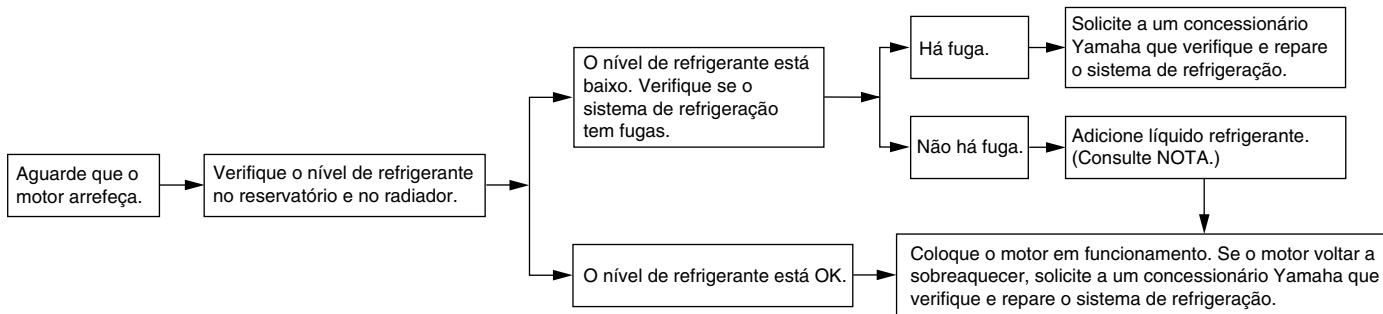 Aguarde que o
motor arrefeça.
Verifique o nível de refrigerante
no reservatório e no radiador.
O nível de refrigerante está
baixo. Verifique se o
sistema de refrigeração
tem fugas.
Há fuga.
Solicite a um concessionário
Yamaha que verifique e repare
o sistema de refrigeração.
Não há fuga.
Adicione líquido refrigerante.
(Consulte NOTA.)
O nível de refrigerante está OK.
Coloque o motor em funcionamento. Se o motor voltar a
sobreaquecer, solicite a um concessionário Yamaha que
verifique e repare o sistema de refrigeração.